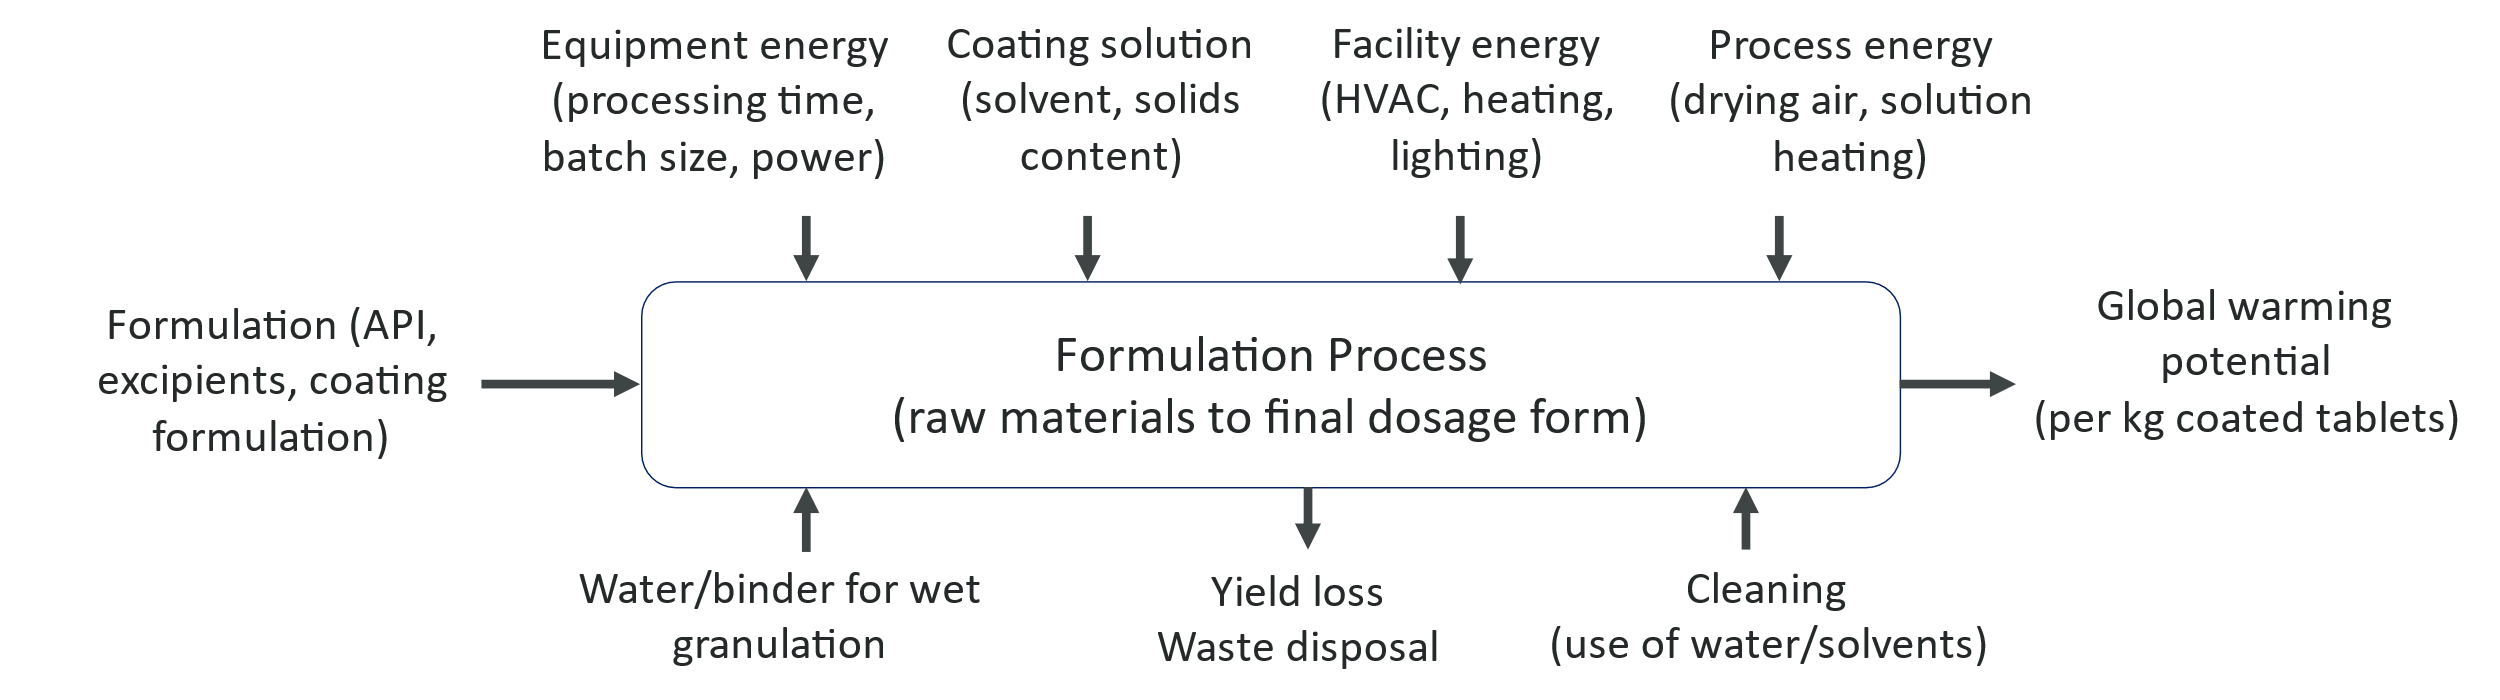 Equipment energy
(processing time,
batch size, power)
Coating solution
(solvent, solids
content)
Facility energy
(HVAC, heating,
lighting)
Process energy
(drying air, solution
heating)
Formulation (API,
excipients, coating
formulation)
Formulation Process
(raw materials to final dosage form)
Global warming
potential
(per kg coated tablets)
Water/binder for wet
granulation
Yield loss
Waste disposal
Cleaning
(use of water/solvents)